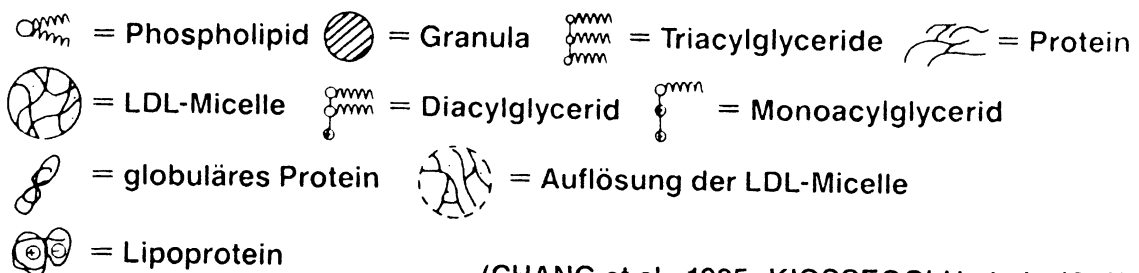 = Phospholipid = Granula = Triacylglyceride = Protein
= LDL-Micelle = Diacylglycerid = Monoacylglycerid
= globuläres Protein = Auflösung der LDL-Micelle
= Lipoprotein